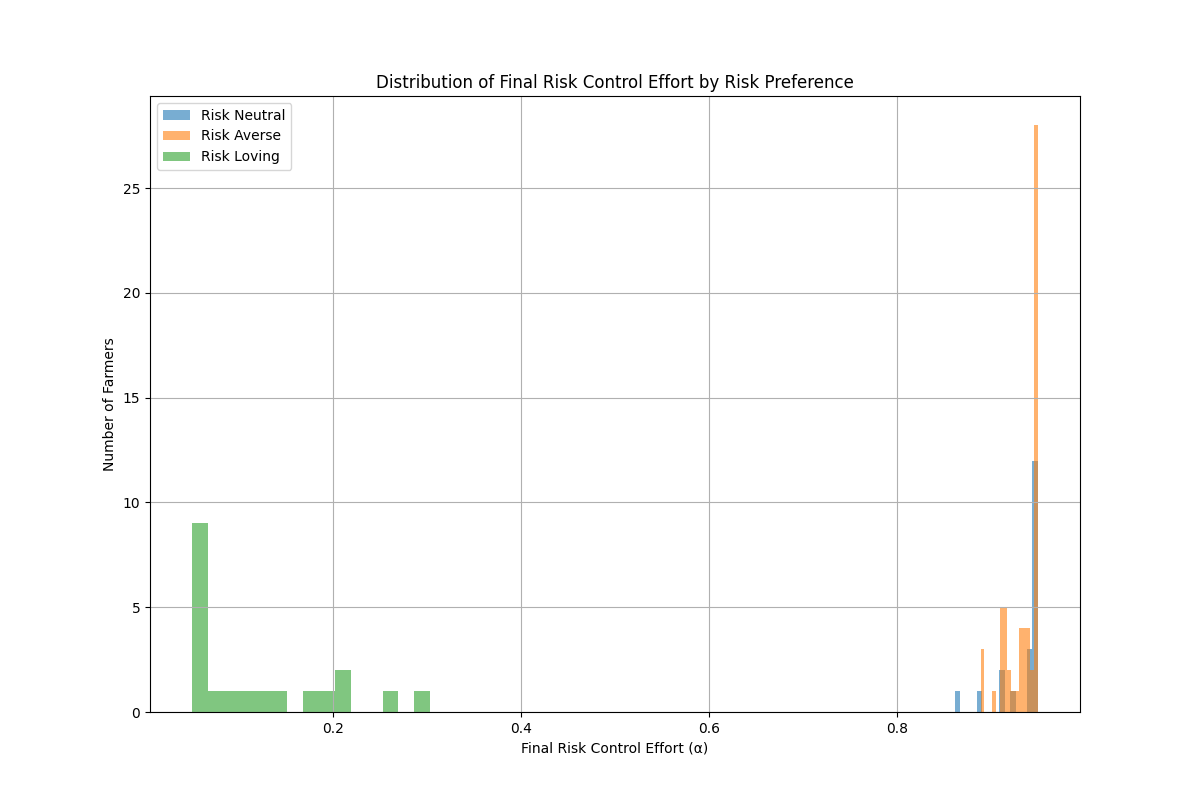 Distribution of Final Risk Control Effort by Risk Preference
Risk Neutral
Risk Averse
Risk Loving
Number of Farmers
25
20
15
10
5
0
0.2 0.4 0.6 0.8
Final Risk Control Effort (α)